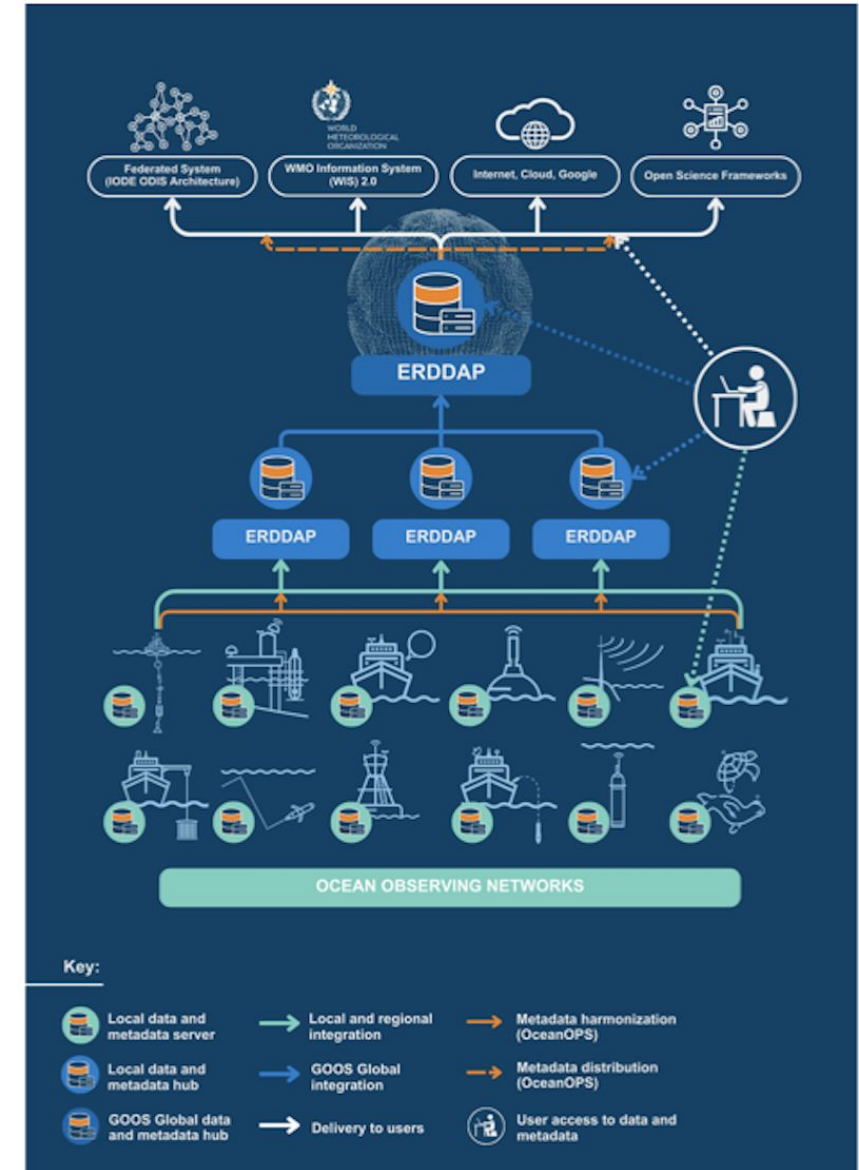 WORLD
METEOROLOGICAL
ORGANIZATION
Federated System
(IODE ODIS Architecture)
WMO Information System
(WIS) 2.0
Internet, Cloud, Google
Open Science Frameworks
ERDDAP
ERDDAP
ERDDAP
ERDDAP
OCEAN OBSERVING NETWORKS
Key:
Local data and
metadata server
Local and regional
integration
Metadata harmonization
(OceanOPS)
Local data and
metadata hub
GOOS Global
integration
Metadata distribution
(OceanOPS)
GOOS Global data
and metadata hub
Delivery to users
User access to data and
metadata